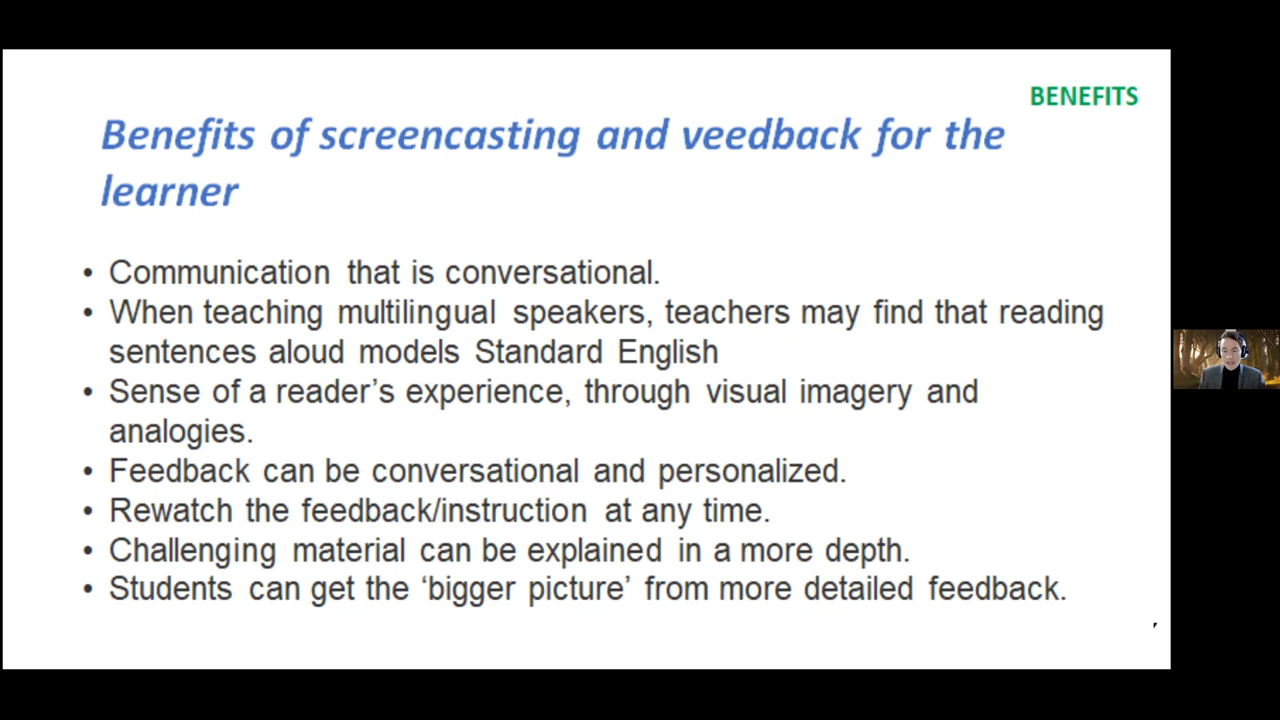 BENEFITS
Benefits of screencasting and veedback for the
learner
• Communication that is conversational.
• When teaching multilingual speakers, teachers may find that reading
sentences aloud models Standard English
• Sense of a reader’s experience, through visual imagery and
analogies.
• Feedback can be conversational and personalized.
• Rewatch the feedback/instruction at any time.
• Challenging material can be explained in a more depth.
• Students can get the ‘bigger picture’ from more detailed feedback.